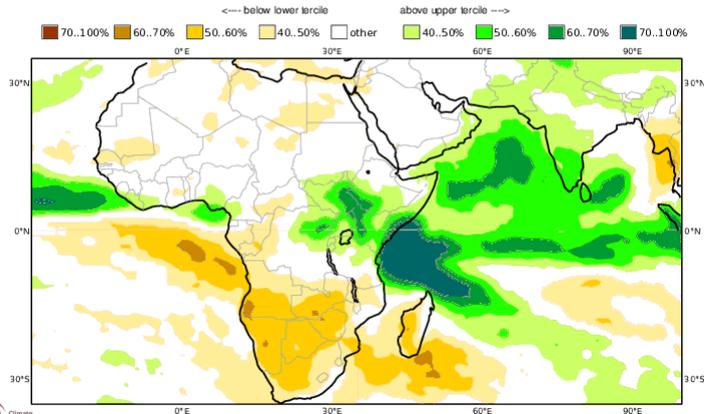 <---- below lower tercile above upper tercile ---->
70..100% 60..70% 50..60% 40..50% other 40..50% 50..60% 60..70% 70..100%
0°E 30°E 60°E 90°E
30°N 30°N
0°N 0°N
30°S 30°S
0°E 30°E 60°E 90°E
Climate